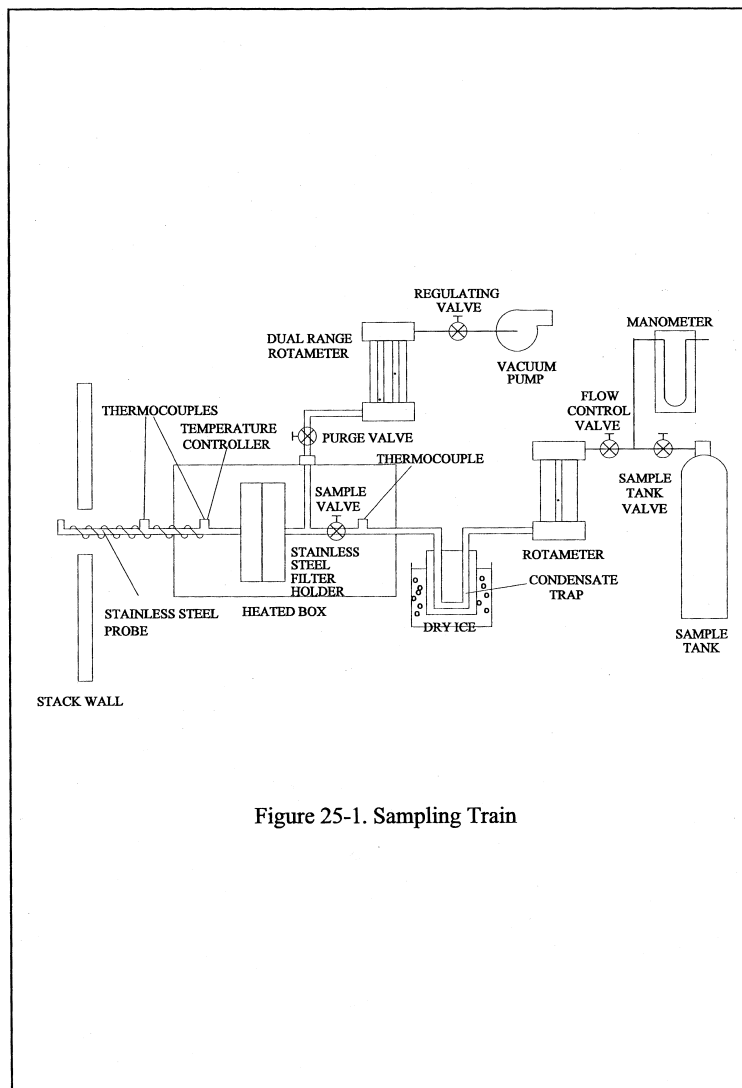 REGULATING
VALVE
DUAL RANGE
ROTAMETER
VACUUM
PUMP
MANOMETER
FLOW
CONTROL
VALVE
THERMOCOUPLES
TEMPERATURE
CONTROLLER
PURGE VALVE
THERMOCOUPLE
SAMPLE
VALVE
SAMPLE
TANK
VALVE
STAINLESS
STEEL
FILTER
HOLDER
ROTAMETER
CONDENSATE
TRAP
HEATED BOX
STAINLESS STEEL
PROBE
DRY ICE
SAMPLE
TANK
STACK WALL
Figure 25-1. Sampling Train